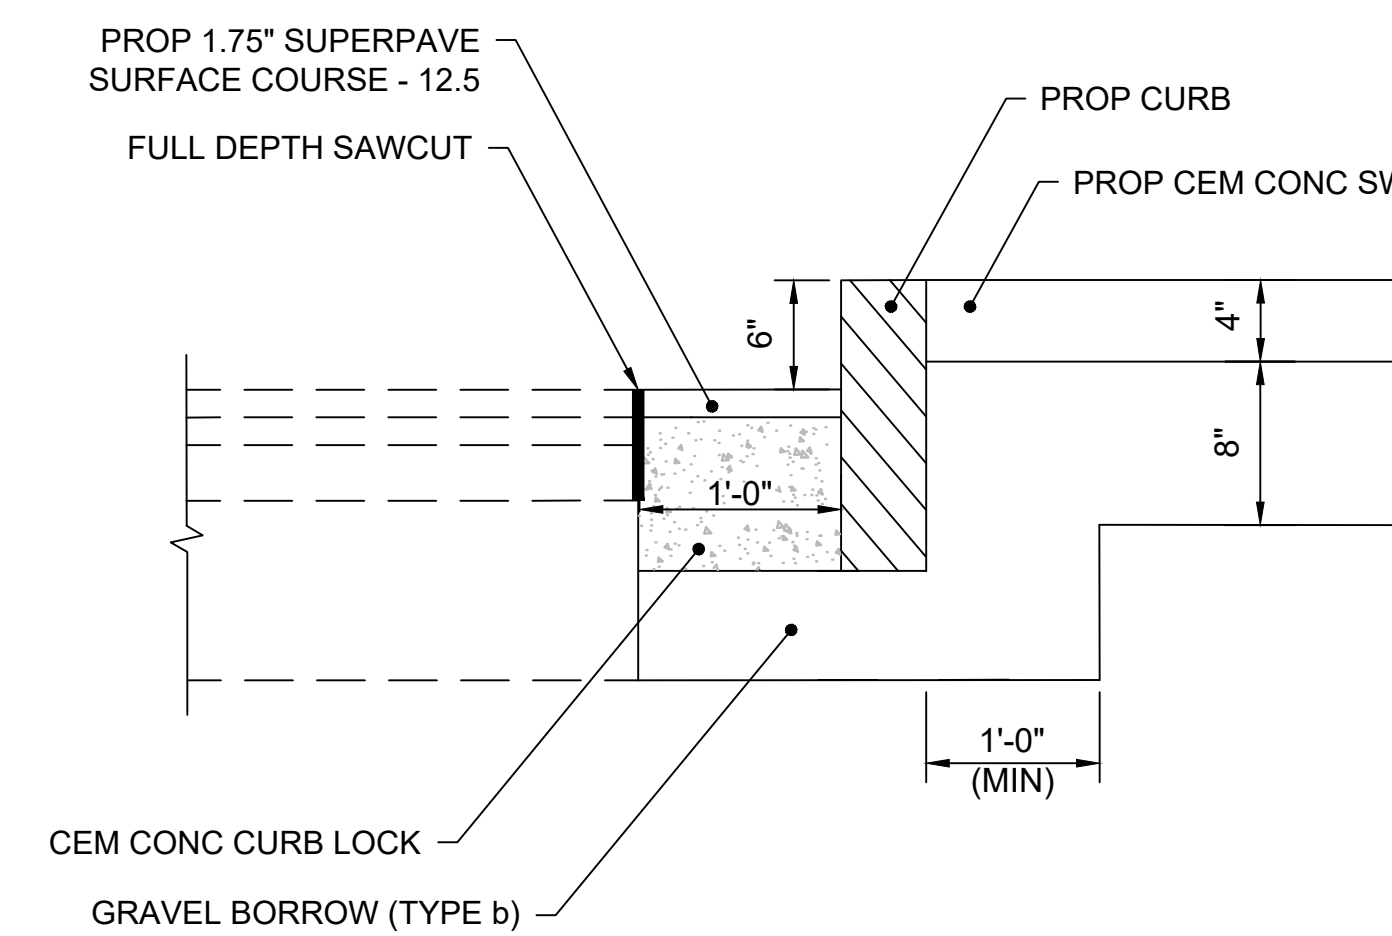 PROP 1.75" SUPERPAVE
SURFACE COURSE - 12.5
FULL DEPTH SAWCUT
PROP CURB
PROP CEM CONC
6"
4"
8"
1'-0"
1'-0"
(MIN)
CEM CONC CURB LOCK
GRAVEL BORROW (TYPE b)